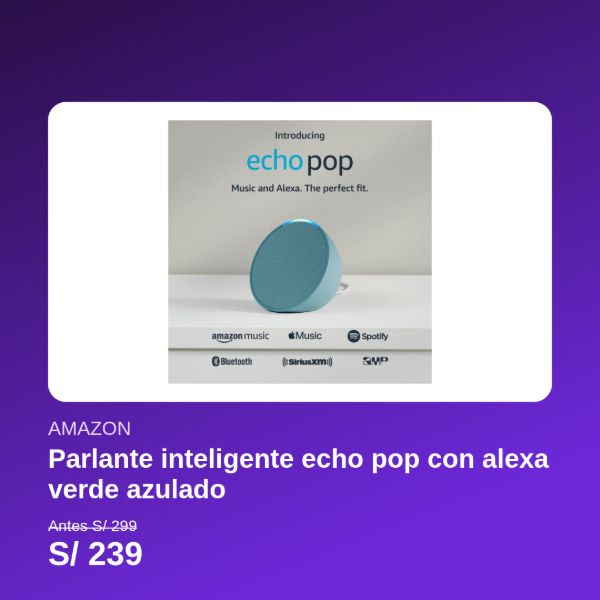 Introducing
echo pop
Music and Alexa. The perfect fit.
amazon music Music Spotify
Bluetooth SiriusXM
AMAZON
Parlante inteligente echo pop con alexa
verde azulado
Antes S/ 299
S/ 239